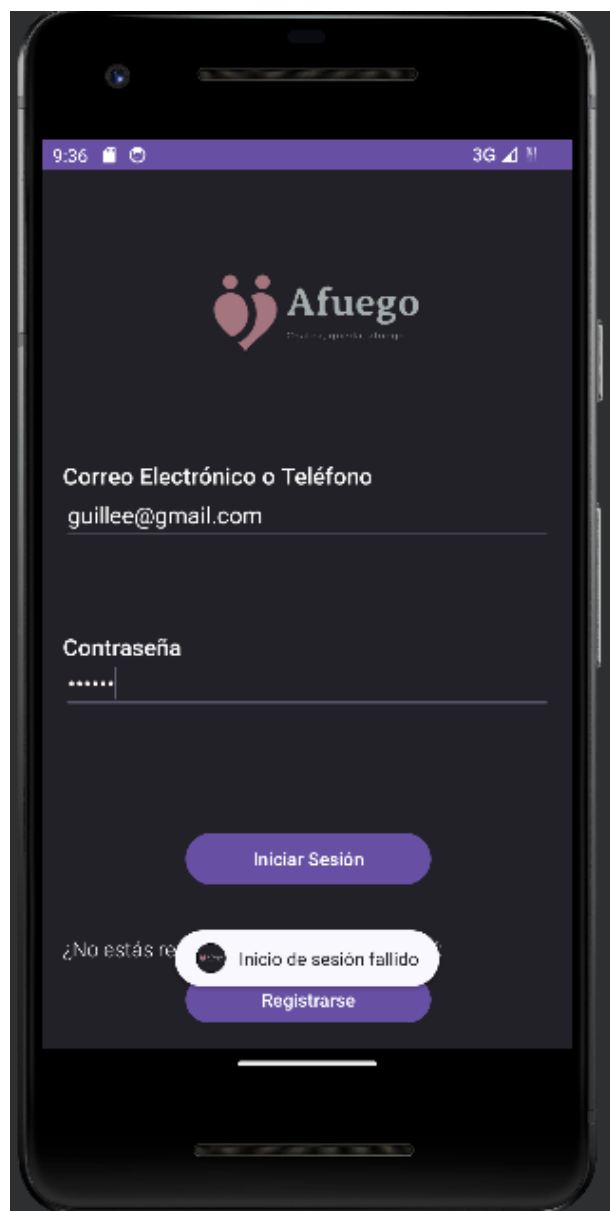 9:36
3G
Afuego
Correo Electrónico o Teléfono
guillee@gmail.com
Contraseña
••••••
Iniciar Sesión
¿No estás re
Inicio de sesión fallido
Registrarse